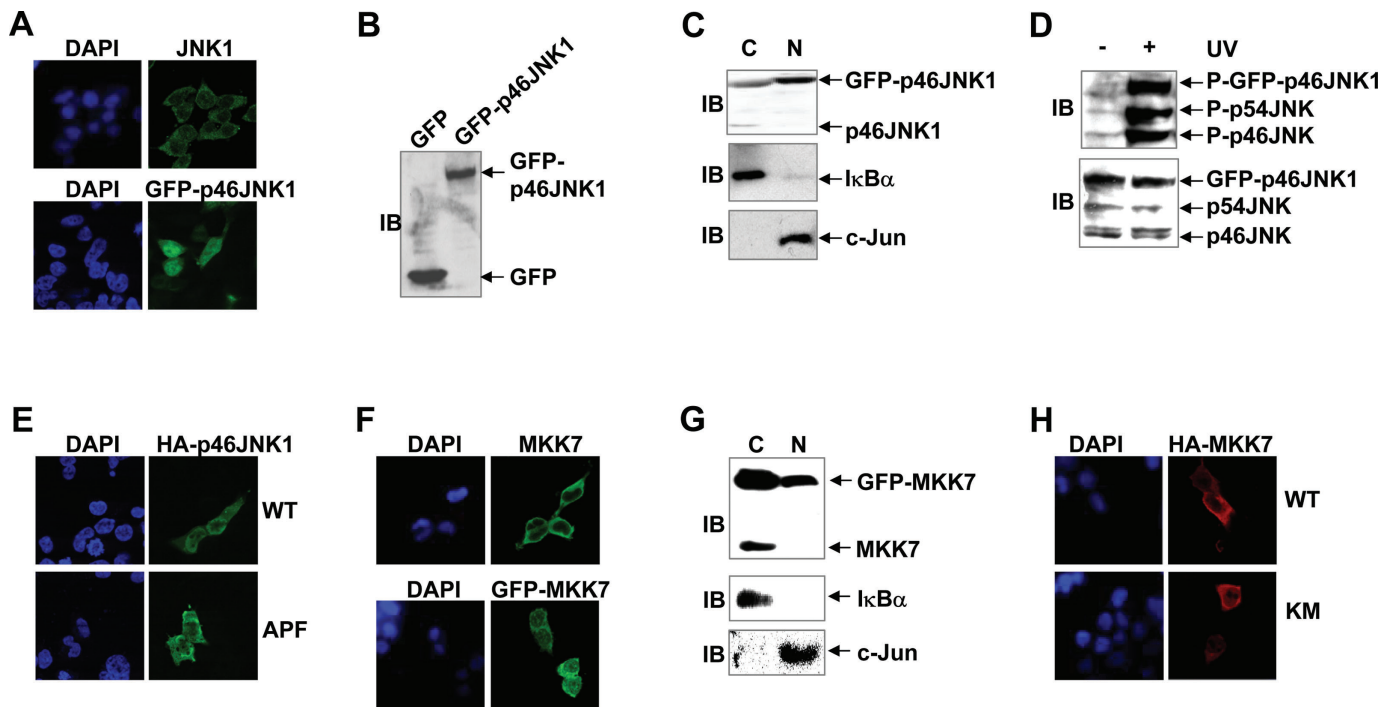 A
DAPI JNK1
DAPI GFP-p46JNK1
B
GFP GFP-p46JNK1
IB
GFP-
p46JNK1
GFP
C
C N
IB
GFP-p46JNK1
p46JNK1
IB
IκBα
IB
c-Jun
D
- + UV
IB
P-GFP-p46JNK1
P-p54JNK
P-p46JNK
IB
GFP-p46JNK1
p54JNK
p46JNK
E
DAPI HA-p46JNK1
WT
APF
F
DAPI MKK7
DAPI GFP-MKK7
G
C N
IB
GFP-MKK7
MKK7
IB
IκBα
IB
c-Jun
H
DAPI HA-MKK7
WT
KM